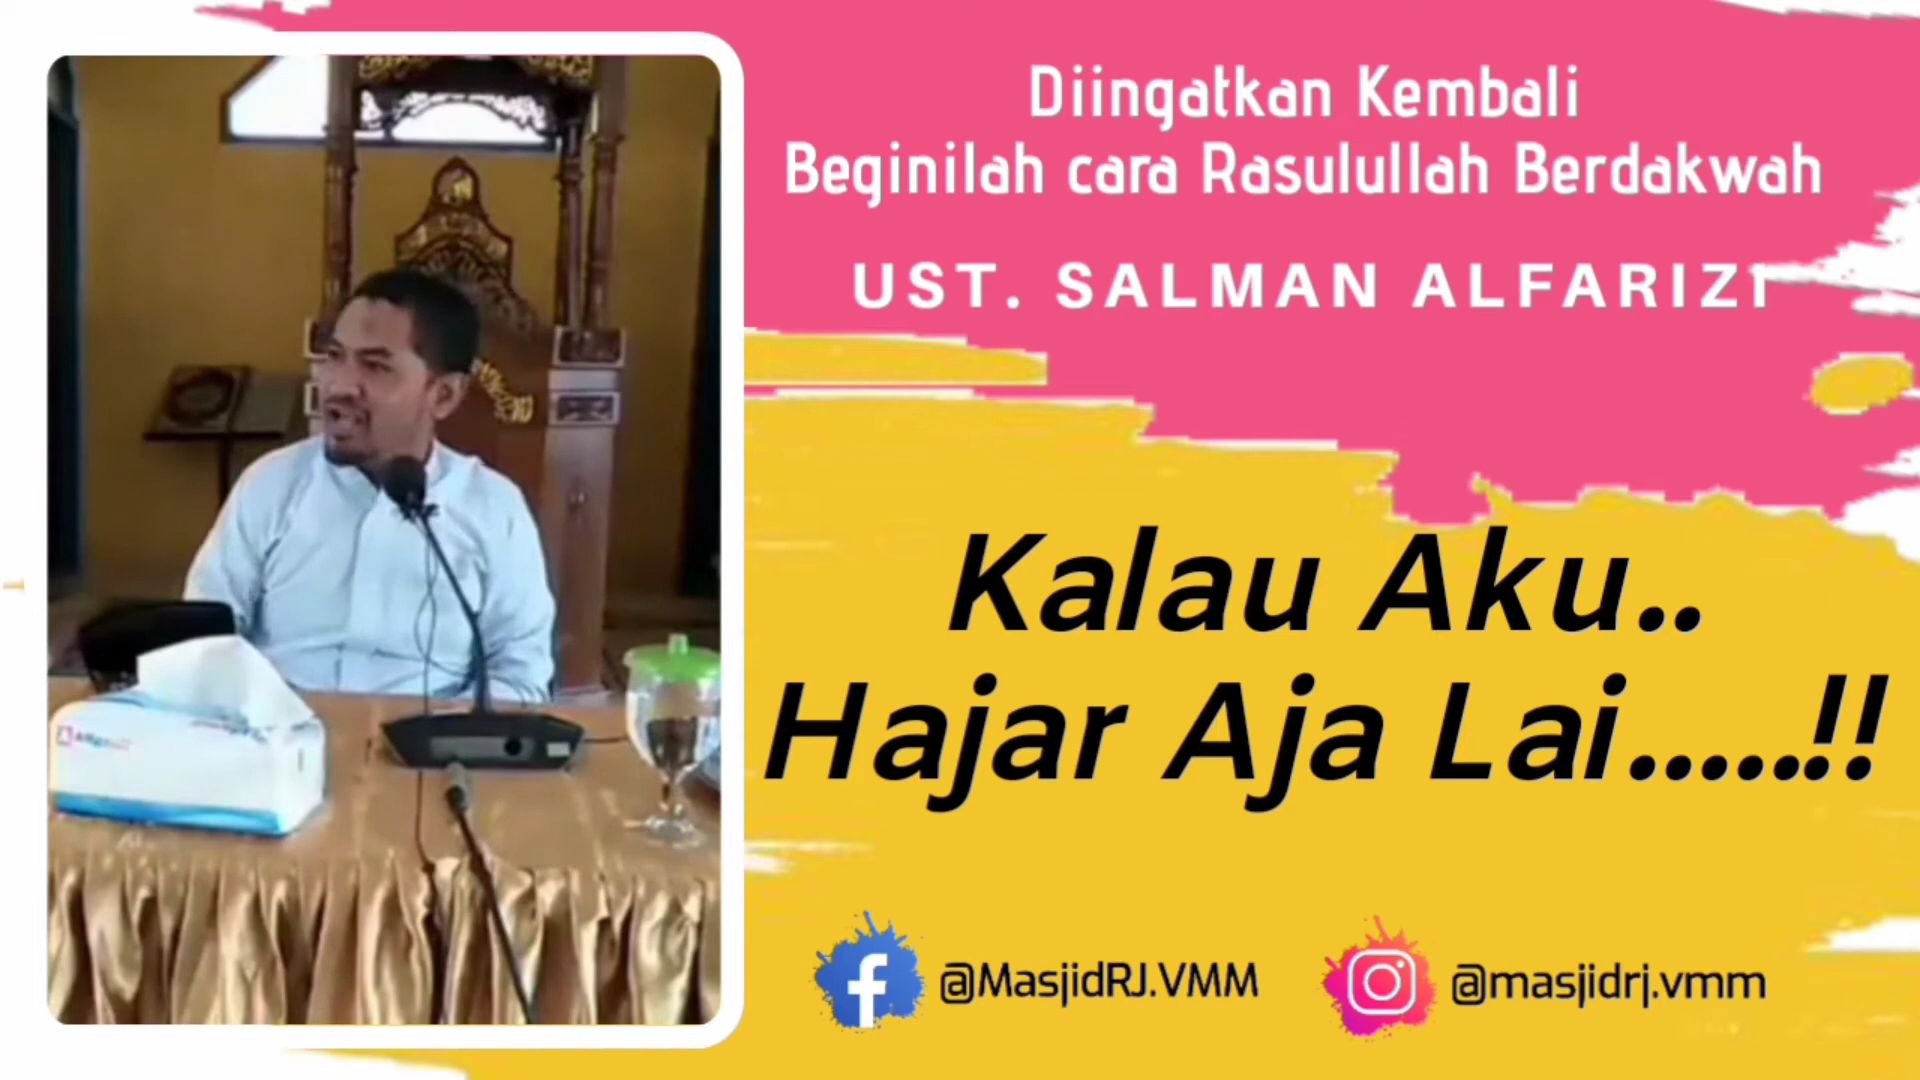 Diingatkan Kembali
Beginilah cara Rasulullah Berdakwah
UST. SALMAN ALFARIZI
Kalau Aku..
Hajar Aja Lai......!!
@MasjidRJ.VMM
@masjidrj.vmm